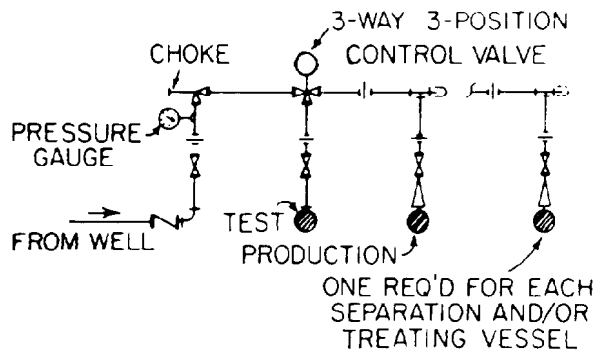 3-WAY 3-POSITION
CONTROL VALVE
CHOKE
PRESSURE
GAUGE
FROM WELL
TEST
PRODUCTION
ONE REQ'D FOR EACH
SEPARATION AND/OR
TREATING VESSEL